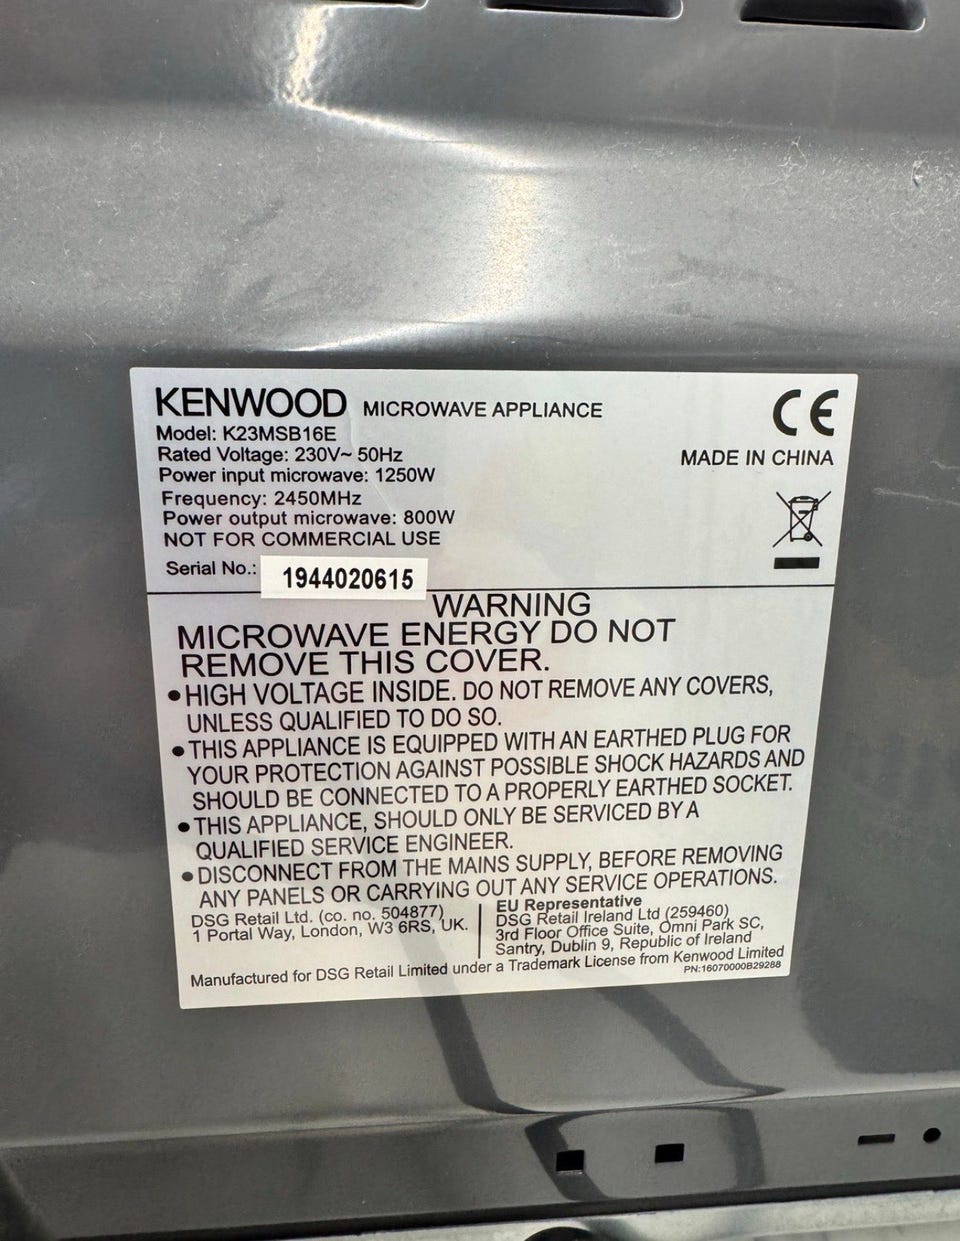 KENWOOD MICROWAVE APPLIANCE
Model: K23MSB16E
Rated Voltage: 230V~ 50Hz
Power input microwave: 1250W
Frequency: 2450MHz
Power output microwave: 800W
NOT FOR COMMERCIAL USE
Serial No.: 1944020615
CE
MADE IN CHINA
WARNING
MICROWAVE ENERGY DO NOT
REMOVE THIS COVER.
•HIGH VOLTAGE INSIDE. DO NOT REMOVE ANY COVERS,
UNLESS QUALIFIED TO DO SO.
•THIS APPLIANCE IS EQUIPPED WITH AN EARTHED PLUG FOR
YOUR PROTECTION AGAINST POSSIBLE SHOCK HAZARDS AND
SHOULD BE CONNECTED TO A PROPERLY EARTHED SOCKET.
•THIS APPLIANCE, SHOULD ONLY BE SERVICED BY A
QUALIFIED SERVICE ENGINEER.
•DISCONNECT FROM THE MAINS SUPPLY, BEFORE REMOVING
ANY PANELS OR CARRYING OUT ANY SERVICE OPERATIONS.
DSG Retail Ltd. (co. no. 504877)
1 Portal Way, London, W3 6RS, UK.
EU Representative
DSG Retail Ireland Ltd (259460)
3rd Floor Office Suite, Omni Park SC,
Santry, Dublin 9, Republic of Ireland
Manufactured for DSG Retail Limited under a Trademark License from Kenwood Limited
PN:16070000B29288